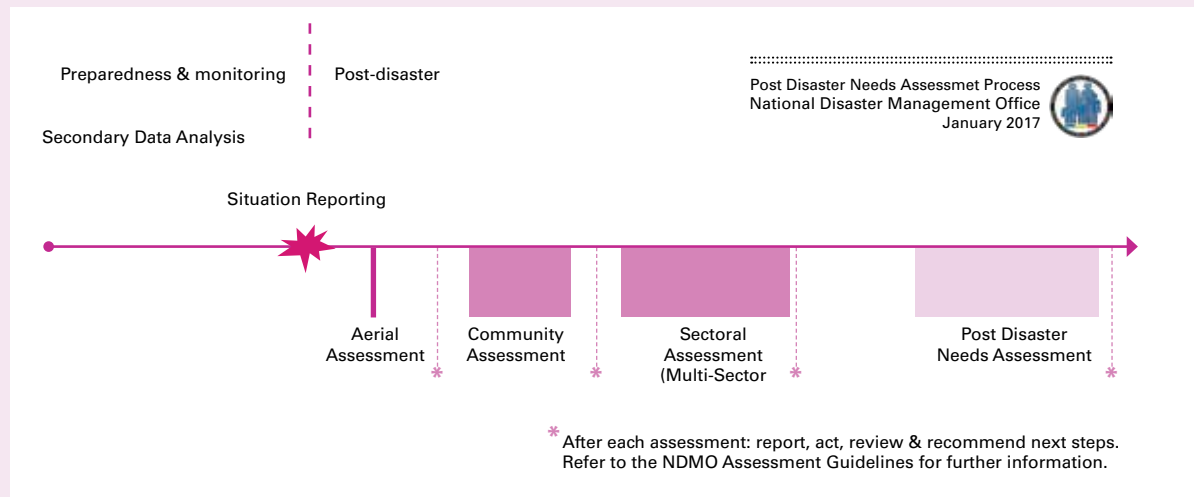 Preparedness & monitoring
Post-disaster
Post Disaster Needs Assessmet Process
National Disaster Management Office
January 2017
Secondary Data Analysis
Situation Reporting
Aerial
Assessment
*
Community
Assessment
*
Sectoral
Assessment
(Multi-Sector
*
Post Disaster
Needs Assessment
*
* After each assessment: report, act, review & recommend next steps.
Refer to the NDMO Assessment Guidelines for further information.